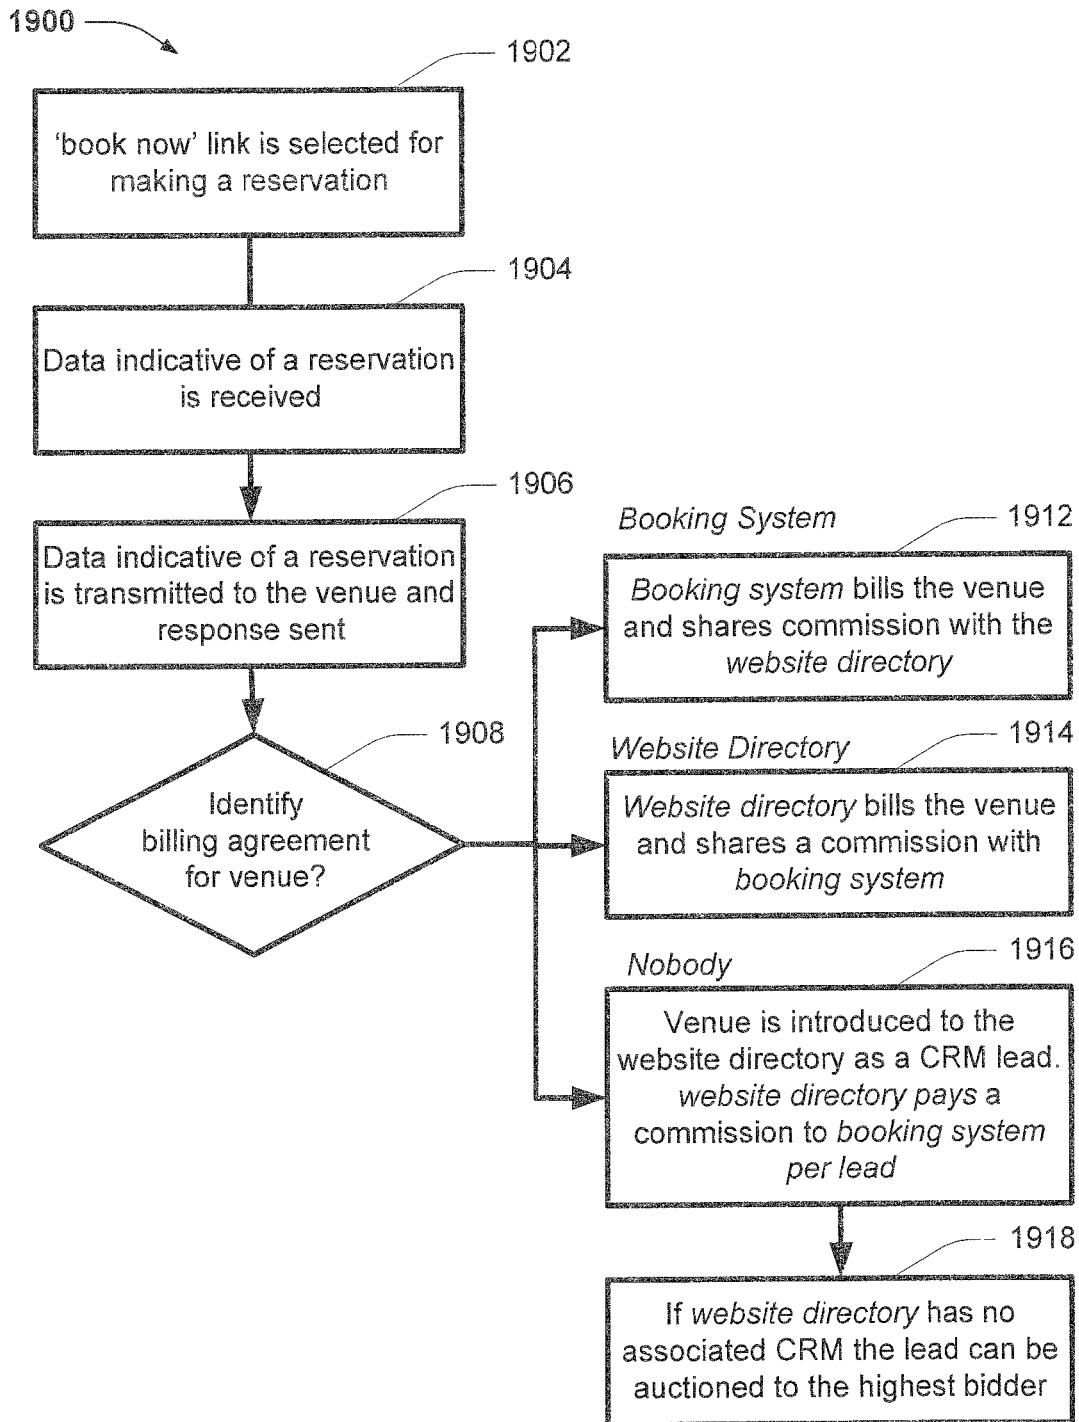 1900
1902
'book now' link is selected for
making a reservation
1904
Data indicative of a reservation
is received
1906
Data indicative of a reservation
is transmitted to the venue and
response sent
1908
Identify
billing agreement
for venue?
Booking System
1912
Booking system bills the venue
and shares commission with the
website directory
Website Directory
1914
Website directory bills the venue
and shares a commission with
booking system
Nobody
1916
Venue is introduced to the
website directory as a CRM lead.
website directory pays a
commission to booking system
per lead
1918
If website directory has no
associated CRM the lead can be
auctioned to the highest bidder